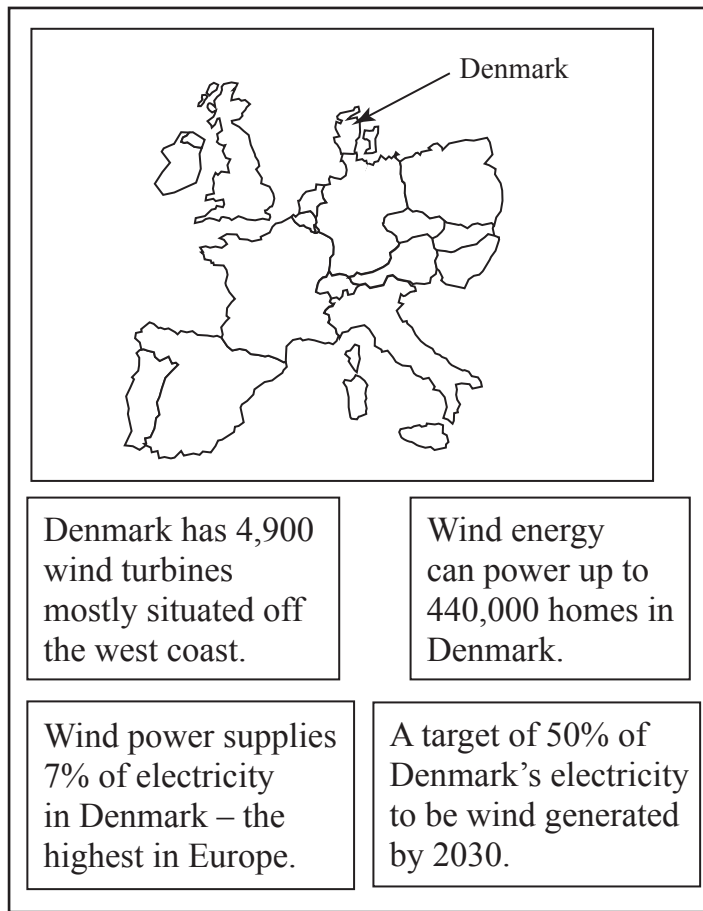 Denmark
Denmark has 4,900
wind turbines
mostly situated off
the west coast.
Wind energy
can power up to
440,000 homes in
Denmark.
Wind power supplies
7% of electricity
in Denmark – the
highest in Europe.
A target of 50% of
Denmark’s electricity
to be wind generated
by 2030.